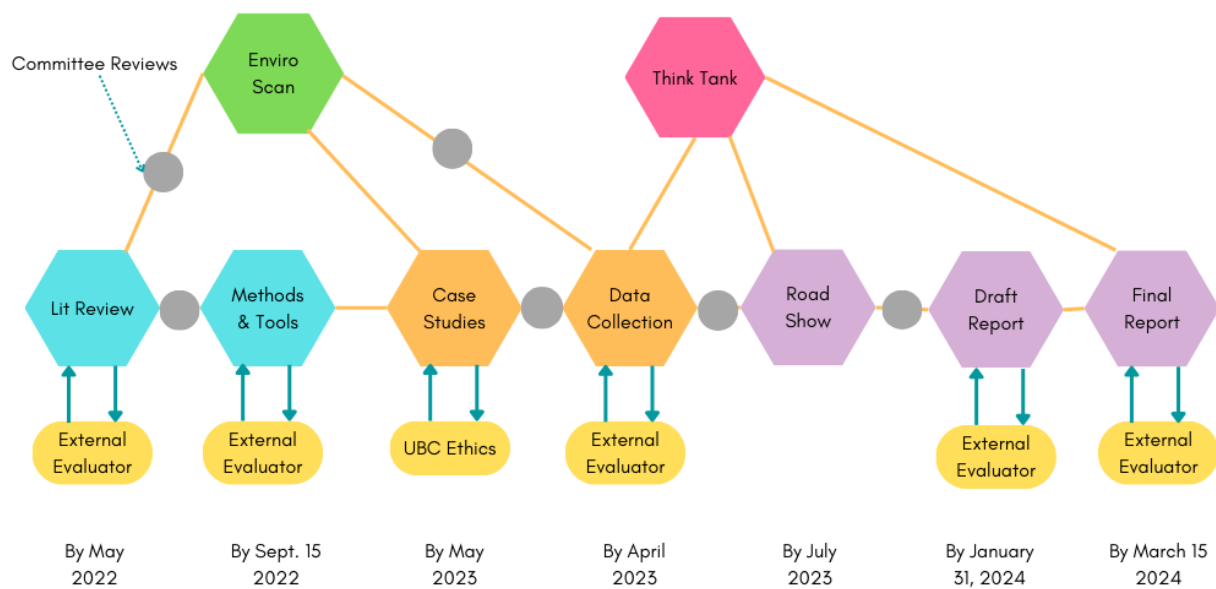 Committee Reviews
Enviro
Scan
Think Tank
Lit Review
Methods
& Tools
Case
Studies
Data
Collection
Road
Show
Draft
Report
Final
Report
External
Evaluator
External
Evaluator
UBC Ethics
External
Evaluator
External
Evaluator
External
Evaluator
By May
2022
By Sept. 15
2022
By May
2023
By April
2023
By July
2023
By January
31, 2024
By March 15
2024